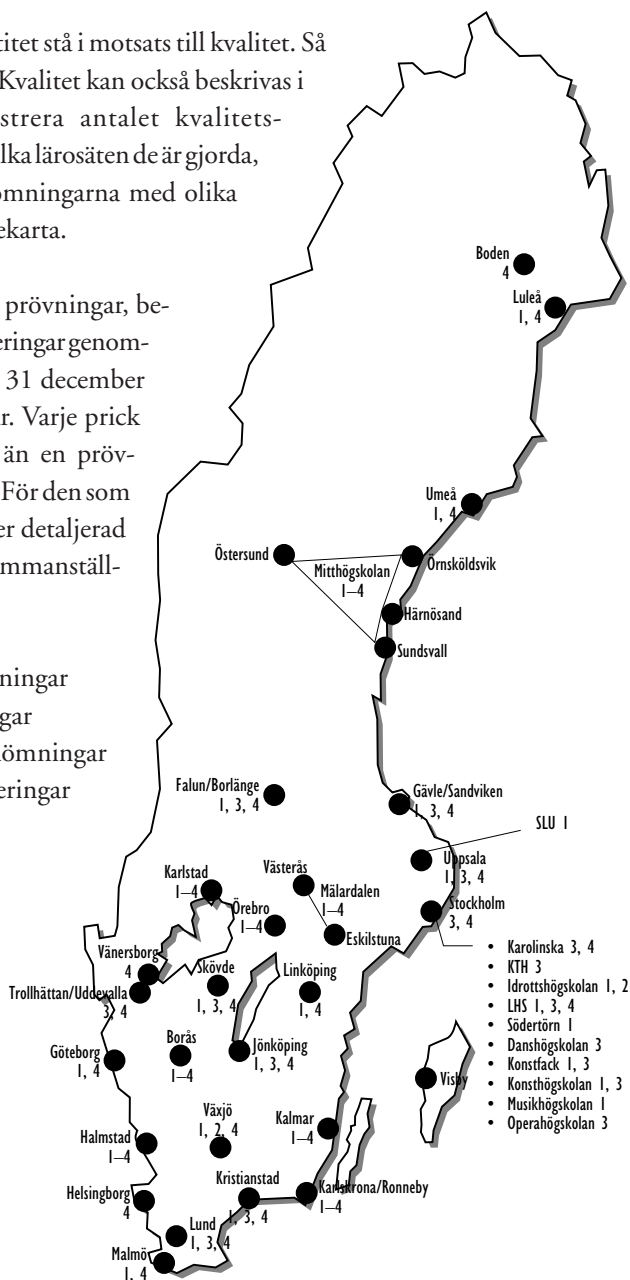 titet stå i motsats till kvalitet. Så
Kvalitet kan också beskrivas i
strera antalet kvalitets-
lka lärosäten de är gjorda,
ömningarna med olika
ekarta.
prövningar, be-
eringar genom-
31 december
r. Varje prick
än en pröv-
För den som
er detaljerad
ammanställ-
ningar
gar
ömningar
eringar
Boden
4
Luleå
1, 4
Umeå
1, 4
Östersund
Mitthögskolan
1–4
Örnsköldsvik
Härnösand
Sundsvall
Falun/Borlänge
1, 3, 4
Gävle/Sandviken
1, 3, 4
SLU 1
Uppsala
1, 3, 4
Karlstad
1–4
Västerås
Mälardalen
1–4
Stockholm
3, 4
Örebro
1–4
Eskilstuna
Vänersborg
4
Skövde
1, 3, 4
Linköping
1, 4
Trollhättan/Uddevalla
3, 4
• Karolinska 3, 4
• KTH 3
• Idrottshögskolan 1, 2
• LHS 1, 3, 4
• Södertörn 1
• Danshögskolan 3
• Konstfack 1, 3
• Konsthögskolan 1, 3
• Musikhögskolan 1
• Operahögskolan 3
Göteborg
1, 4
Borås
1–4
Jönköping
1, 3, 4
Visby
Växjö
1, 2, 4
Kalmar
1–4
Halmstad
1–4
Helsingborg
4
Kristianstad
1, 3, 4
Karlskrona/Ronneby
1–4
Lund
1, 3, 4
Malmö
1, 4